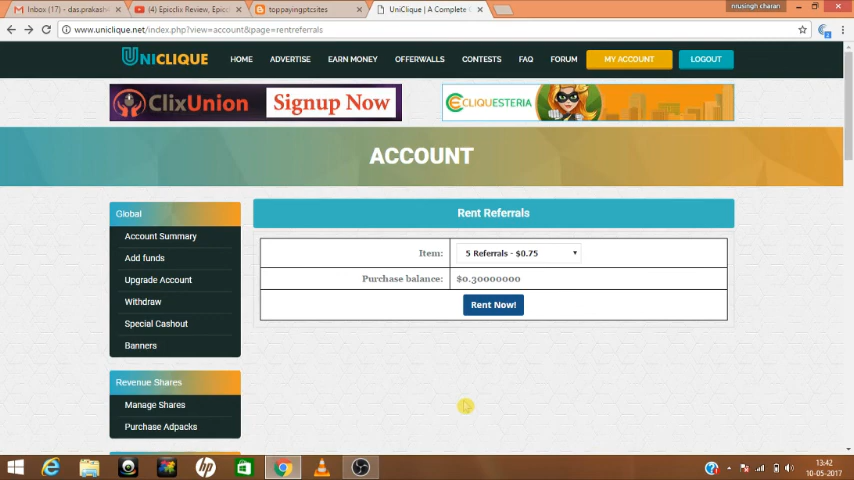 nrusingh charan
Inbox (17) - das.prakash
(4) Epicclix Review, Epicc
toppayingptcsites
UniClique | A Complete
www.uniclique.net/index.php?view=account&page=rentreferrals
UNICLIQUE
HOME
ADVERTISE
EARN MONEY
OFFERWALLS
CONTESTS
FAQ
FORUM
MY ACCOUNT
LOGOUT
ClixUnion Signup Now
CLIQUESTERIA
ACCOUNT
Global
Account Summary
Add funds
Upgrade Account
Withdraw
Special Cashout
Banners
Revenue Shares
Manage Shares
Purchase Adpacks
Rent Referrals
Item: 5 Referrals - $0.75
Purchase balance: $0.30000000
Rent Now!
13:42
10-05-2017